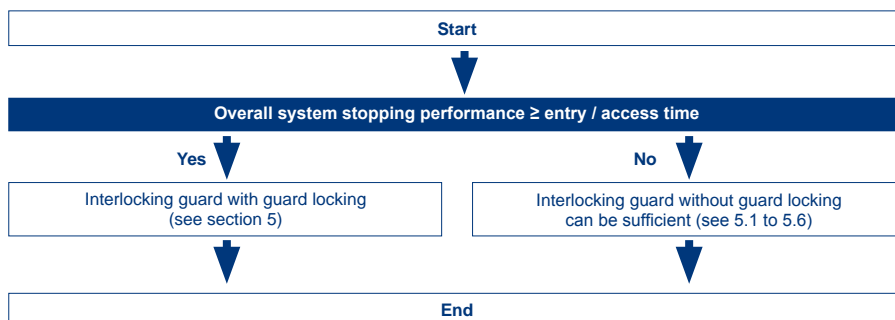 Start
Overall system stopping performance ≥ entry / access time
Yes
No
Interlocking guard with guard locking
(see section 5)
Interlocking guard without guard locking
can be sufficient (see 5.1 to 5.6)
End